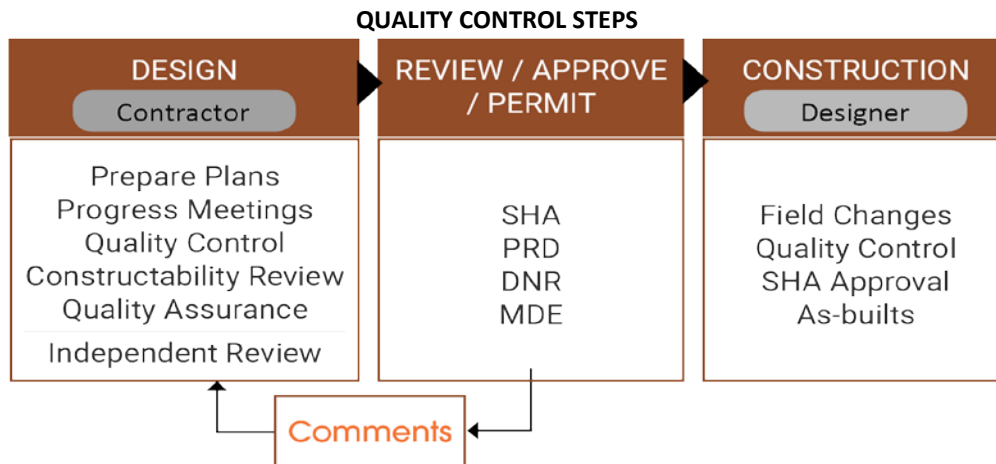 QUALITY CONTROL STEPS
DESIGN
Contractor
Prepare Plans
Progress Meetings
Quality Control
Constructability Review
Quality Assurance
Independent Review
REVIEW / APPROVE
/ PERMIT
SHA
PRD
DNR
MDE
CONSTRUCTION
Designer
Field Changes
Quality Control
SHA Approval
As-builts
Comments